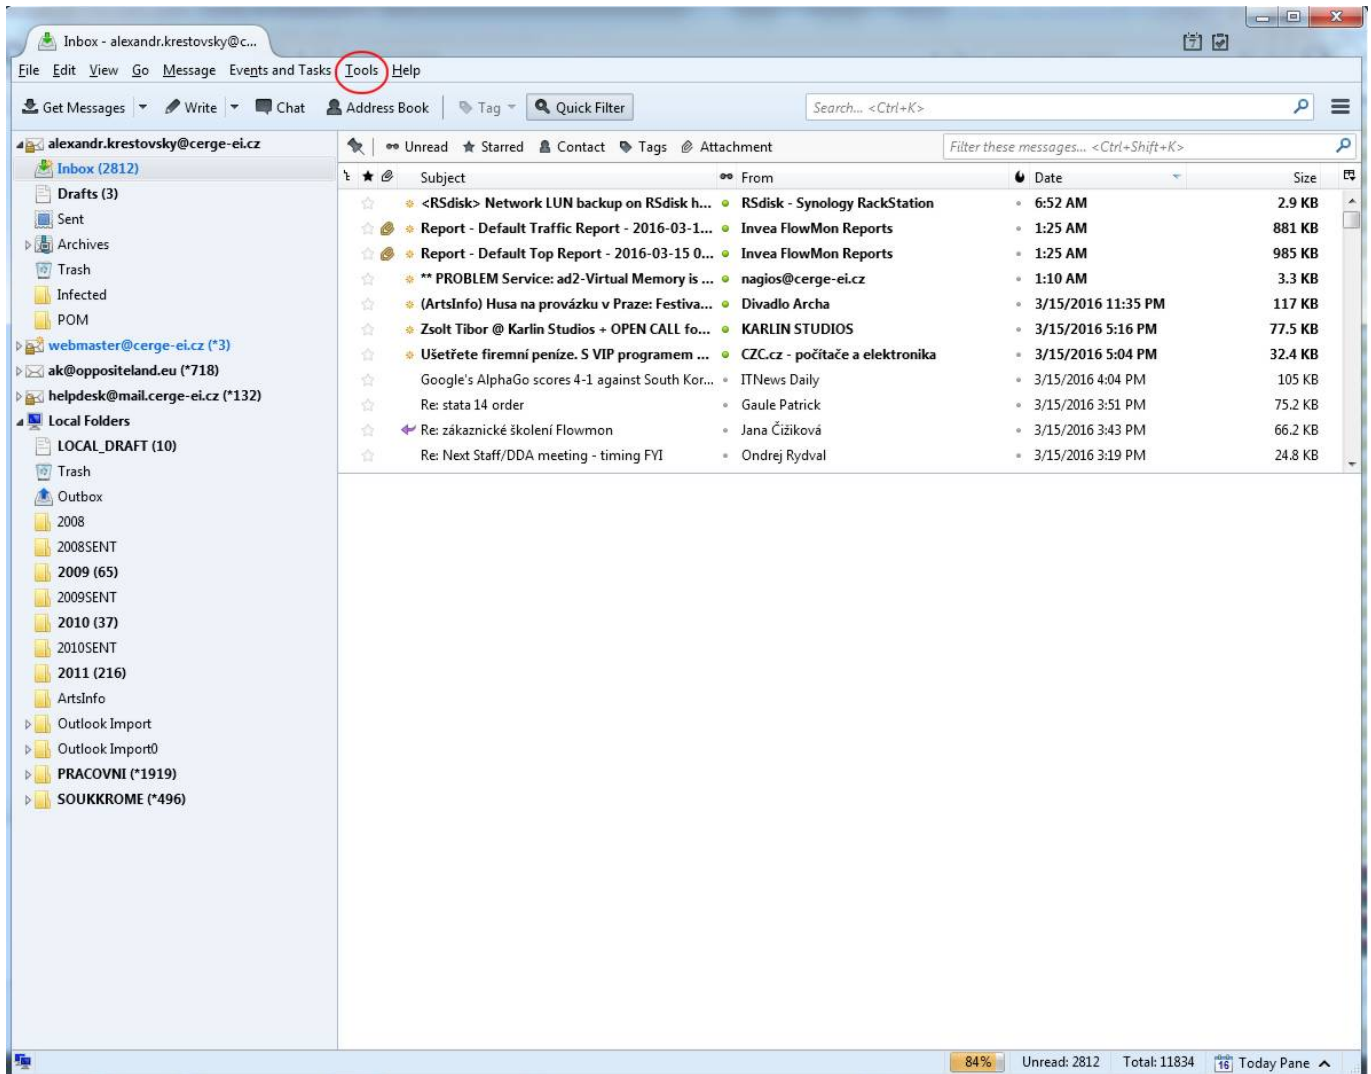 Inbox - alexandr.krestovsky@c...
File Edit View Go Message Events and Tasks Tools Help
Get Messages Write Chat Address Book Tag Quick Filter Search... <Ctrl+K>
alexandr.krestovsky@cerge-ei.cz
Inbox (2812)
Drafts (3)
Sent
Archives
Trash
Infected
POM
webmaster@cerge-ei.cz (*3)
ak@oppositeland.eu (*718)
helpdesk@mail.cerge-ei.cz (*132)
Local Folders
LOCAL_DRAFT (10)
Trash
Outbox
2008
2008SENT
2009 (65)
2009SENT
2010 (37)
2010SENT
2011 (216)
ArtsInfo
Outlook Import
Outlook Import0
PRACOVNI (*1919)
SOUKKROME (*496)
Unread Starred Contact Tags Attachment Filter these messages... <Ctrl+Shift+K>
Subject From Date Size
<RSdisk> Network LUN backup on RSdisk h... RSdisk - Synology RackStation 6:52 AM 2.9 KB
Report - Default Traffic Report - 2016-03-1... Invea FlowMon Reports 1:25 AM 881 KB
Report - Default Top Report - 2016-03-15 0... Invea FlowMon Reports 1:25 AM 985 KB
** PROBLEM Service: ad2-Virtual Memory is ... nagios@cerge-ei.cz 1:10 AM 3.3 KB
(ArtsInfo) Husa na provázku v Praze: Festiva... Divadlo Archa 3/15/2016 11:35 PM 117 KB
Zsolt Tibor @ Karlin Studios + OPEN CALL fo... KARLIN STUDIOS 3/15/2016 5:16 PM 77.5 KB
Ušetřete firemní peníze. S VIP programem ... CZC.cz - počítače a elektronika 3/15/2016 5:04 PM 32.4 KB
Google's AlphaGo scores 4-1 against South Kor... ITNews Daily 3/15/2016 4:04 PM 105 KB
Re: stata 14 order Gaule Patrick 3/15/2016 3:51 PM 75.2 KB
Re: zákaznické školení Flowmon Jana Čižiková 3/15/2016 3:43 PM 66.2 KB
Re: Next Staff/DDA meeting - timing FYI Ondrej Rydval 3/15/2016 3:19 PM 24.8 KB
84% Unread: 2812 Total: 11834 16 Today Pane